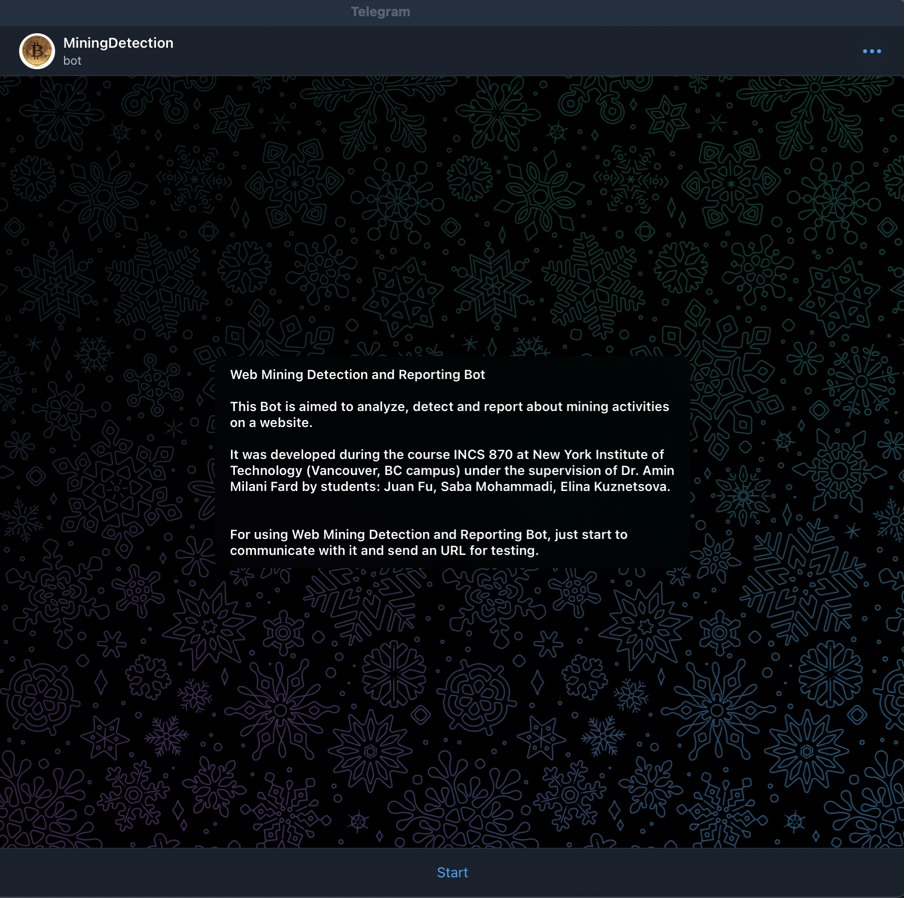 Telegram
MiningDetection
bot
Web Mining Detection and Reporting Bot
This Bot is aimed to analyze, detect and report about mining activities
on a website.
It was developed during the course INCS 870 at New York Institute of
Technology (Vancouver, BC campus) under the supervision of Dr. Amin
Milani Fard by students: Juan Fu, Saba Mohammadi, Elina Kuznetsova.
For using Web Mining Detection and Reporting Bot, just start to
communicate with it and send an URL for testing.
Start